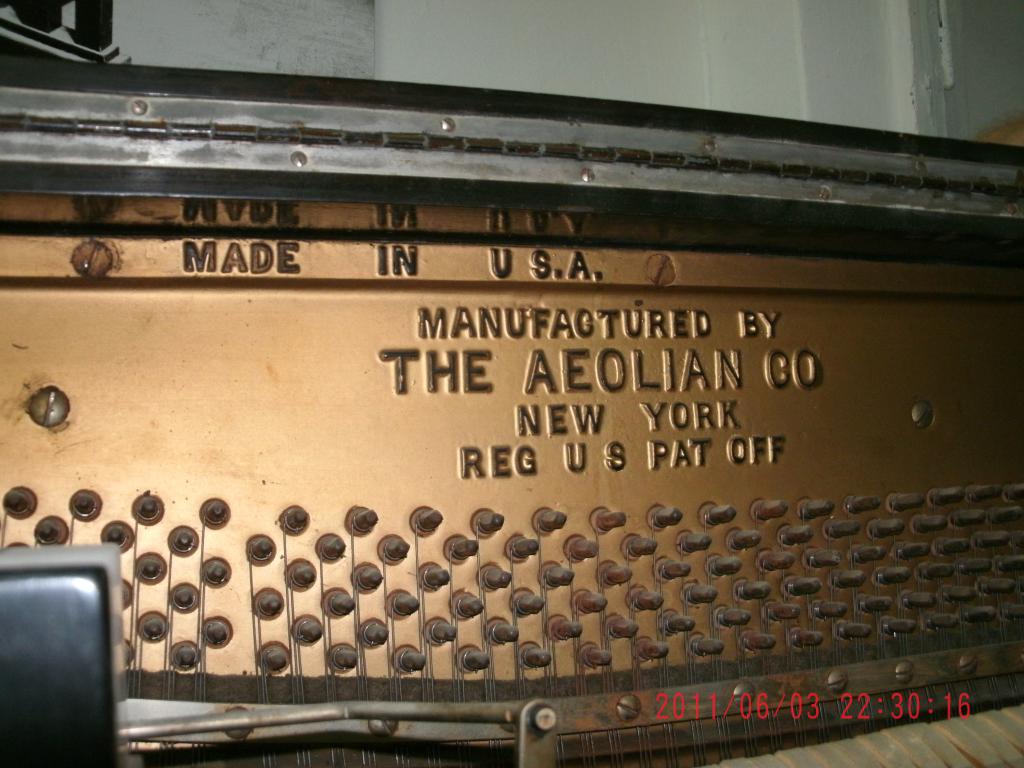 MADE IN U S.A.
MANUFACTURED BY
THE AEOLIAN CO
NEW YORK
REG U S PAT OFF
2011/06/03 22:30:16